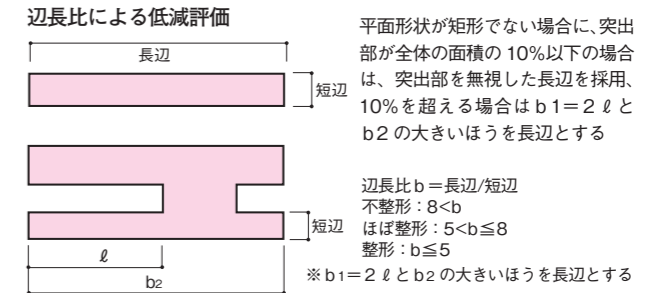 辺長比による低減評価
長辺
短辺
平面形状が矩形でない場合に、突出
部が全体の面積の10%以下の場合
は、突出部を無視した長辺を採用、
10%を超える場合はb1=2ℓと
b2の大きいほうを長辺とする
短辺
ℓ
b2
辺長比b=長辺/短辺
不整形:8<b
ほぼ整形:5<b≦8
整形:b≦5
※b1=2ℓとb2の大きいほうを長辺とする